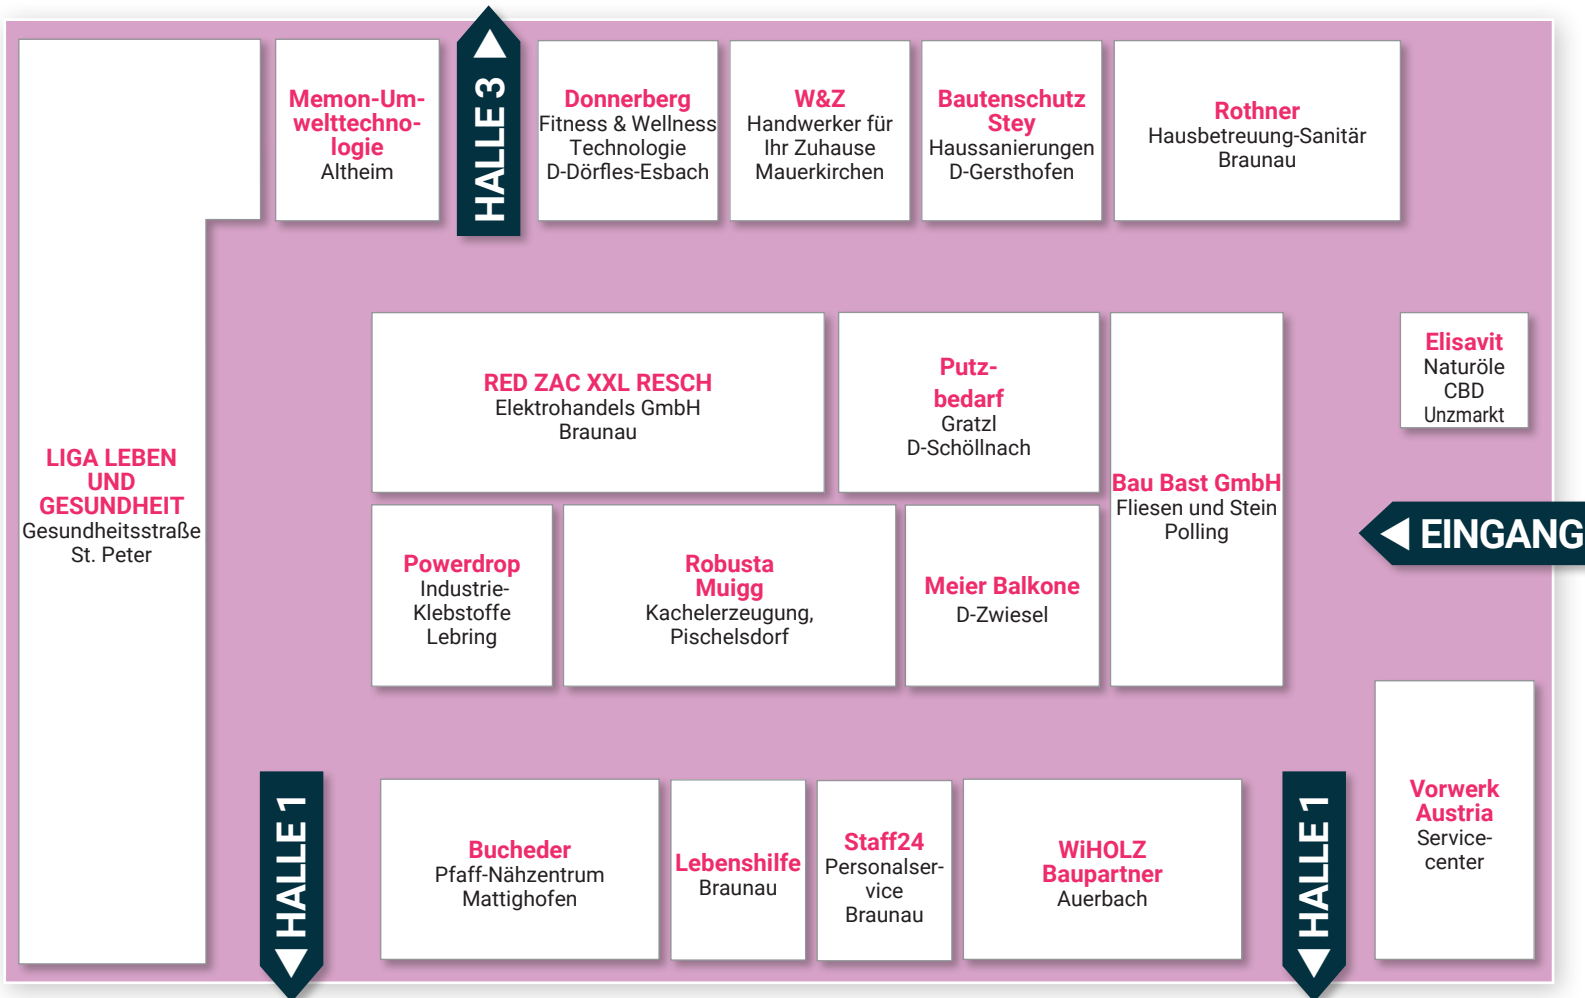 Memon-Um-
welttechno-
logie
Altheim
HALLE 3
Donnerberg
Fitness & Wellness
Technologie
D-Dörfles-Esbach
W&Z
Handwerker für
Ihr Zuhause
Mauerkirchen
Bautenschutz
Stey
Haussanierungen
D-Gersthofen
Rothner
Hausbetreuung-Sanitär
Braunau
LIGA LEBEN
UND
GESUNDHEIT
Gesundheitsstraße
St. Peter
RED ZAC XXL RESCH
Elektrohandels GmbH
Braunau
Putz-
bedarf
Gratzl
D-Schöllnach
Bau Bast GmbH
Fliesen und Stein
Polling
Elisavit
Naturöle
CBD
Unzmarkt
EINGANG
Powerdrop
Industrie-
Klebstoffe
Lebring
Robusta
Muigg
Kachelerzeugung,
Pischelsdorf
Meier Balkone
D-Zwiesel
HALLE 1
Bucheder
Pfaff-Nähzentrum
Mattighofen
Lebenshilfe
Braunau
Staff24
Personalser-
vice
Braunau
WiHOLZ
Baupartner
Auerbach
HALLE 1
Vorwerk
Austria
Service-
center